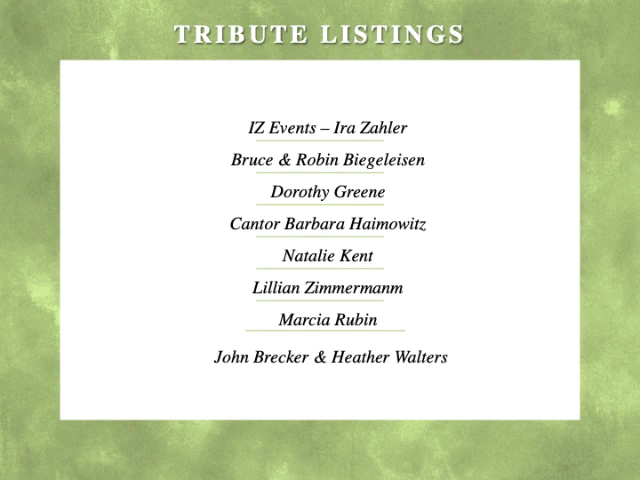 TRIBUTE LISTINGS
IZ Events – Ira Zahler
Bruce & Robin Biegeleisen
Dorothy Greene
Cantor Barbara Haimowitz
Natalie Kent
Lillian Zimmermanm
Marcia Rubin
John Brecker & Heather Walters